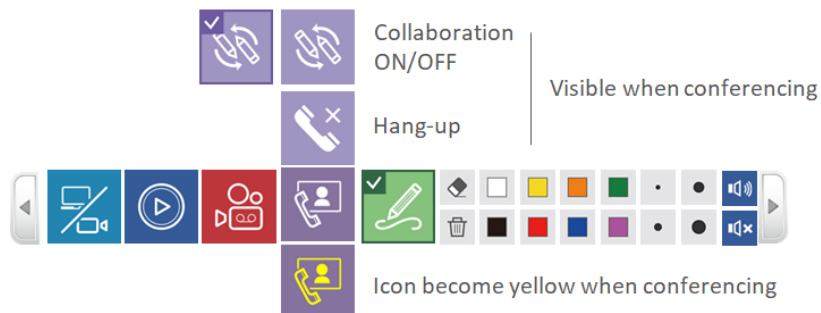 Collaboration
ON/OFF
Visible when conferencing
Hang-up
Icon become yellow when conferencing